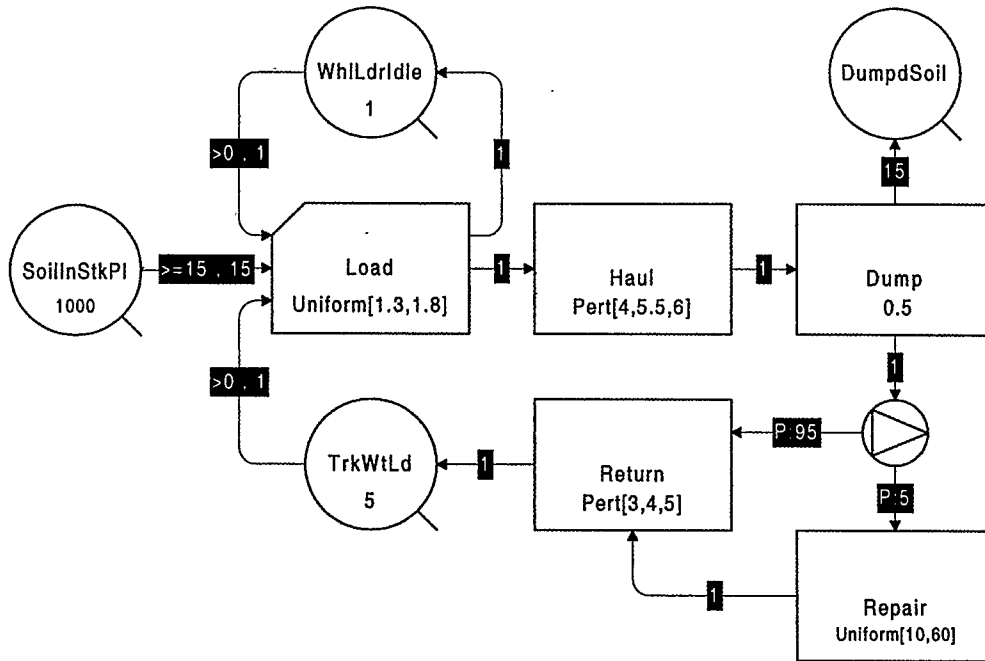 WhlLdrIdle
1
DumpdSoil
>0 , 1
1
15
SoilInStkPl
1000
>=15 , 15
Load
Uniform[1.3,1.8]
1
Haul
Pert[4,5.5,6]
1
Dump
0.5
>0 , 1
1
TrkWtLd
5
1
Return
Pert[3,4,5]
P:95
P:5
1
Repair
Uniform[10,60]